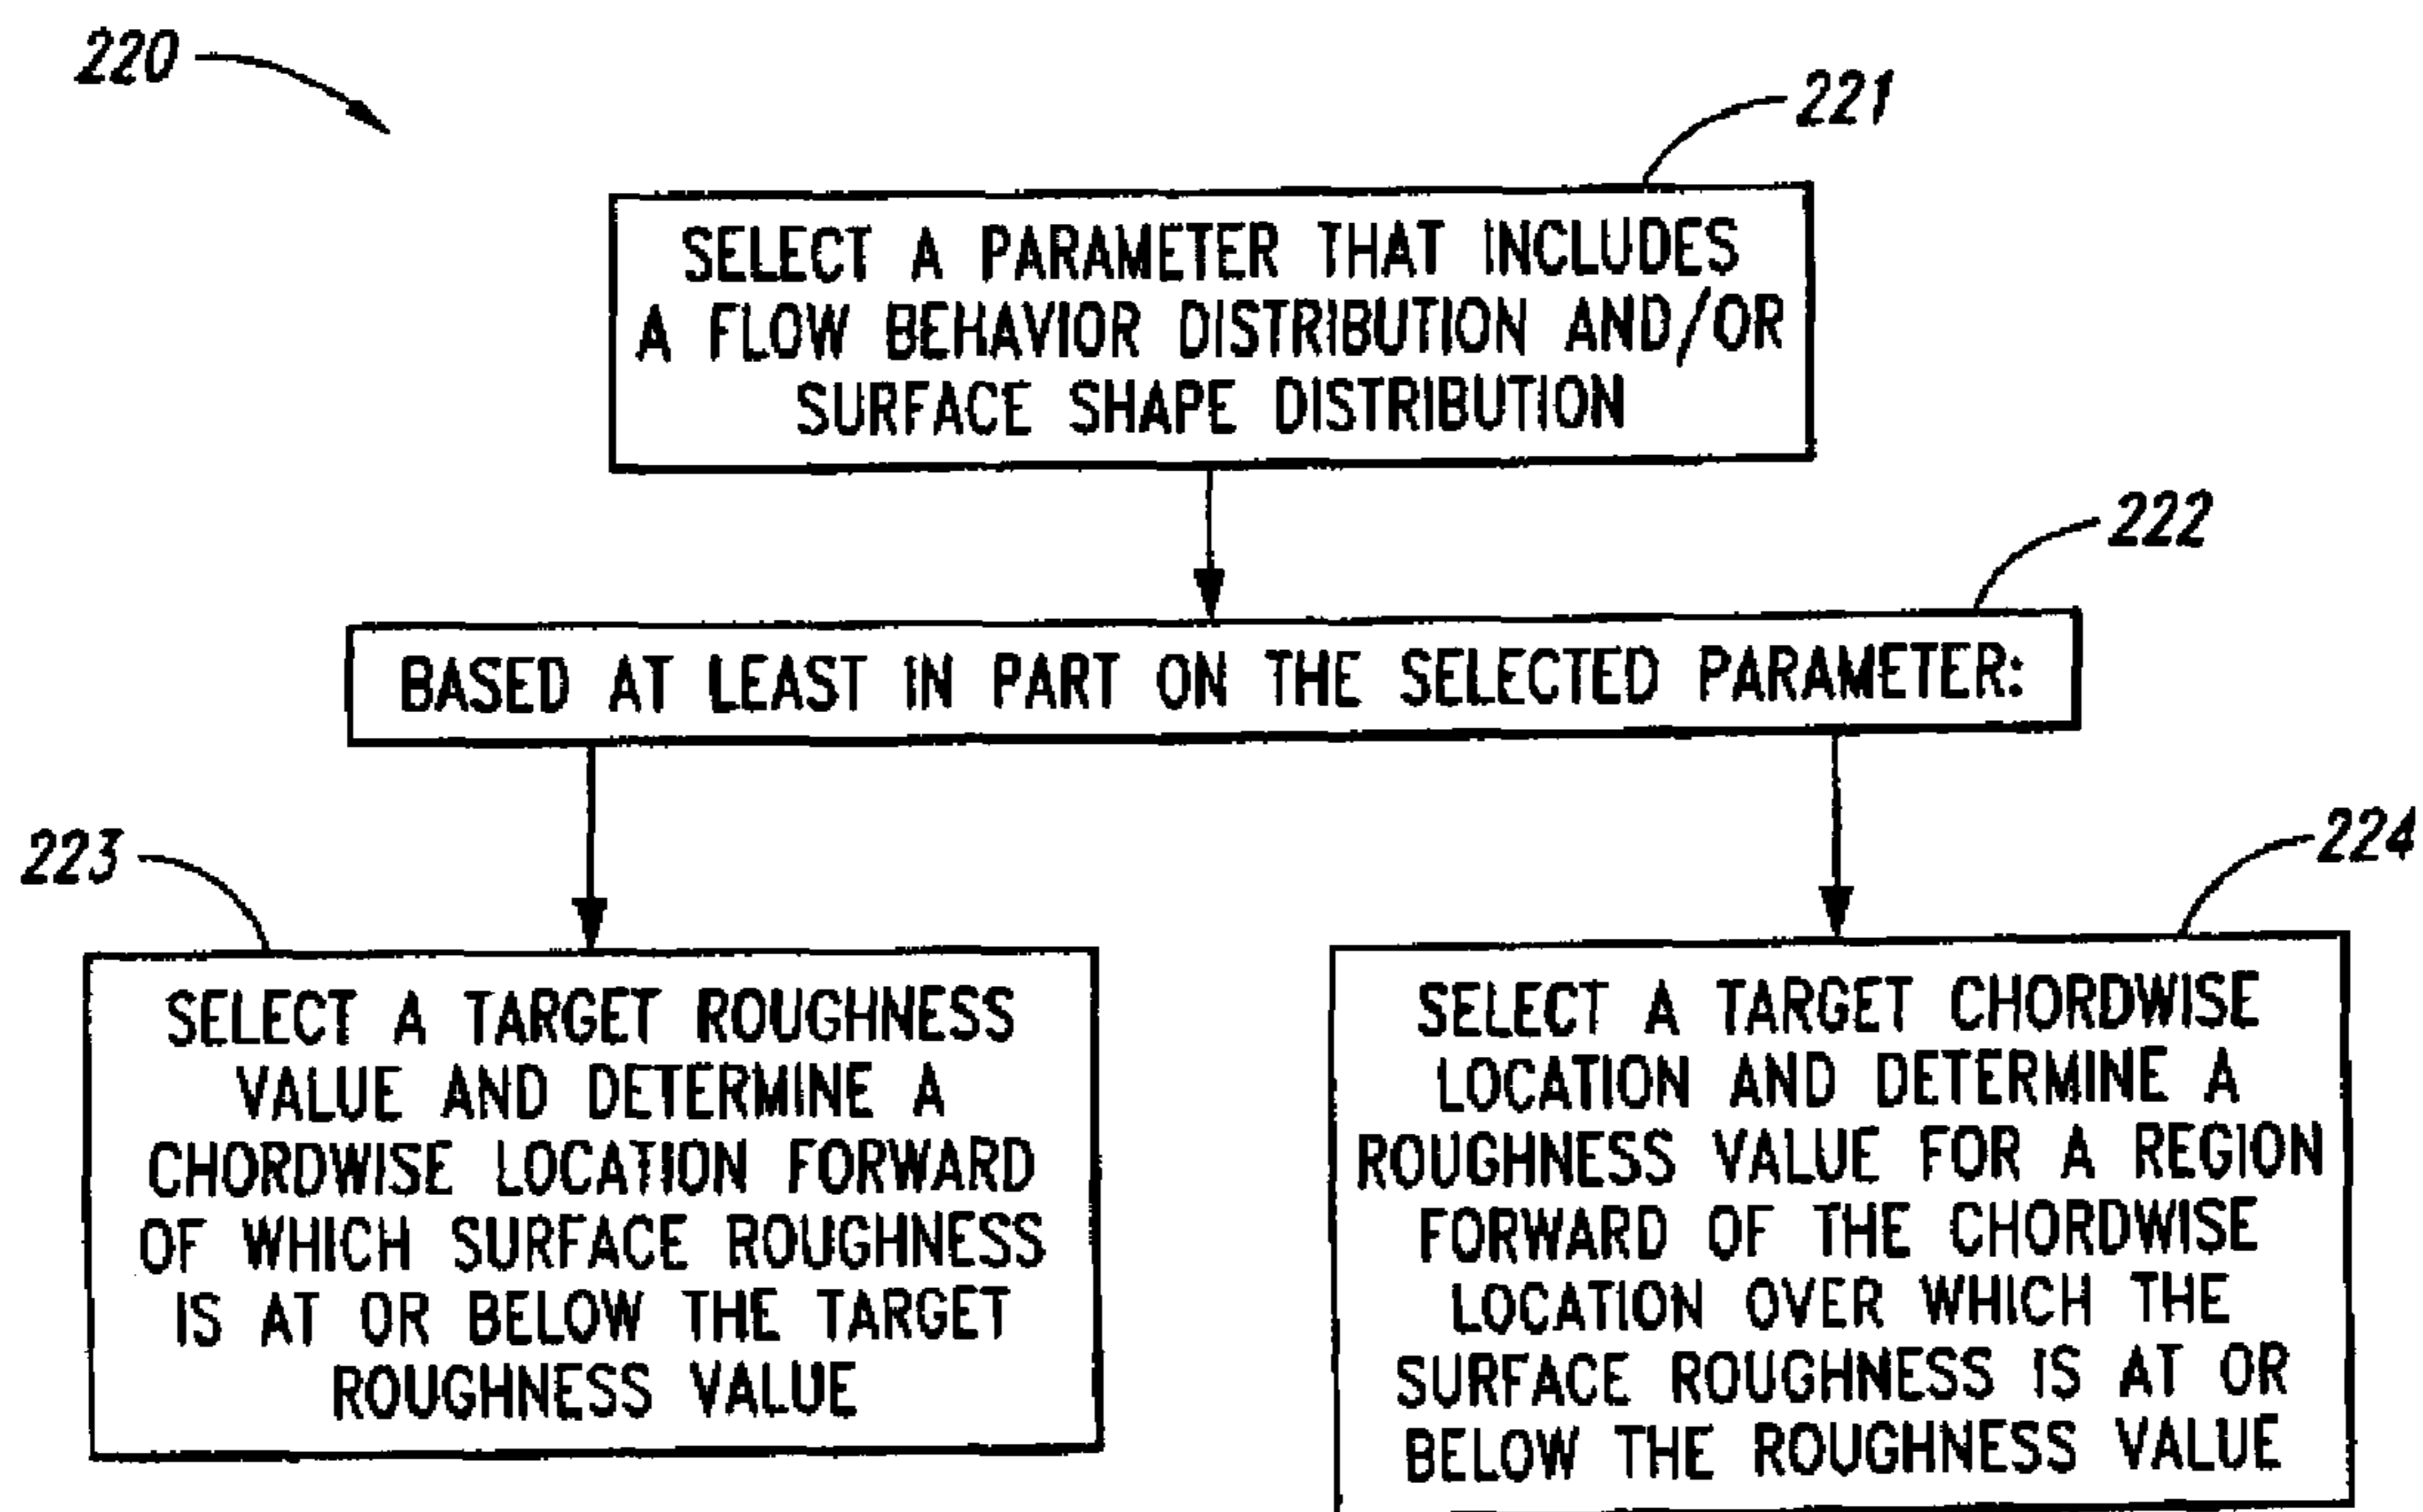 220
221
SELECT A PARAMETER THAT INCLUDES
A FLOW BEHAVIOR DISTRIBUTION AND/OR
SURFACE SHAPE DISTRIBUTION
222
BASED AT LEAST IN PART ON THE SELECTED PARAMETER:
223
SELECT A TARGET ROUGHNESS
VALUE AND DETERMINE A
CHORDWISE LOCATION FORWARD
OF WHICH SURFACE ROUGHNESS
IS AT OR BELOW THE TARGET
ROUGHNESS VALUE
224
SELECT A TARGET CHORDWISE
LOCATION AND DETERMINE A
ROUGHNESS VALUE FOR A REGION
FORWARD OF THE CHORDWISE
LOCATION OVER WHICH THE
SURFACE ROUGHNESS IS AT OR
BELOW THE ROUGHNESS VALUE